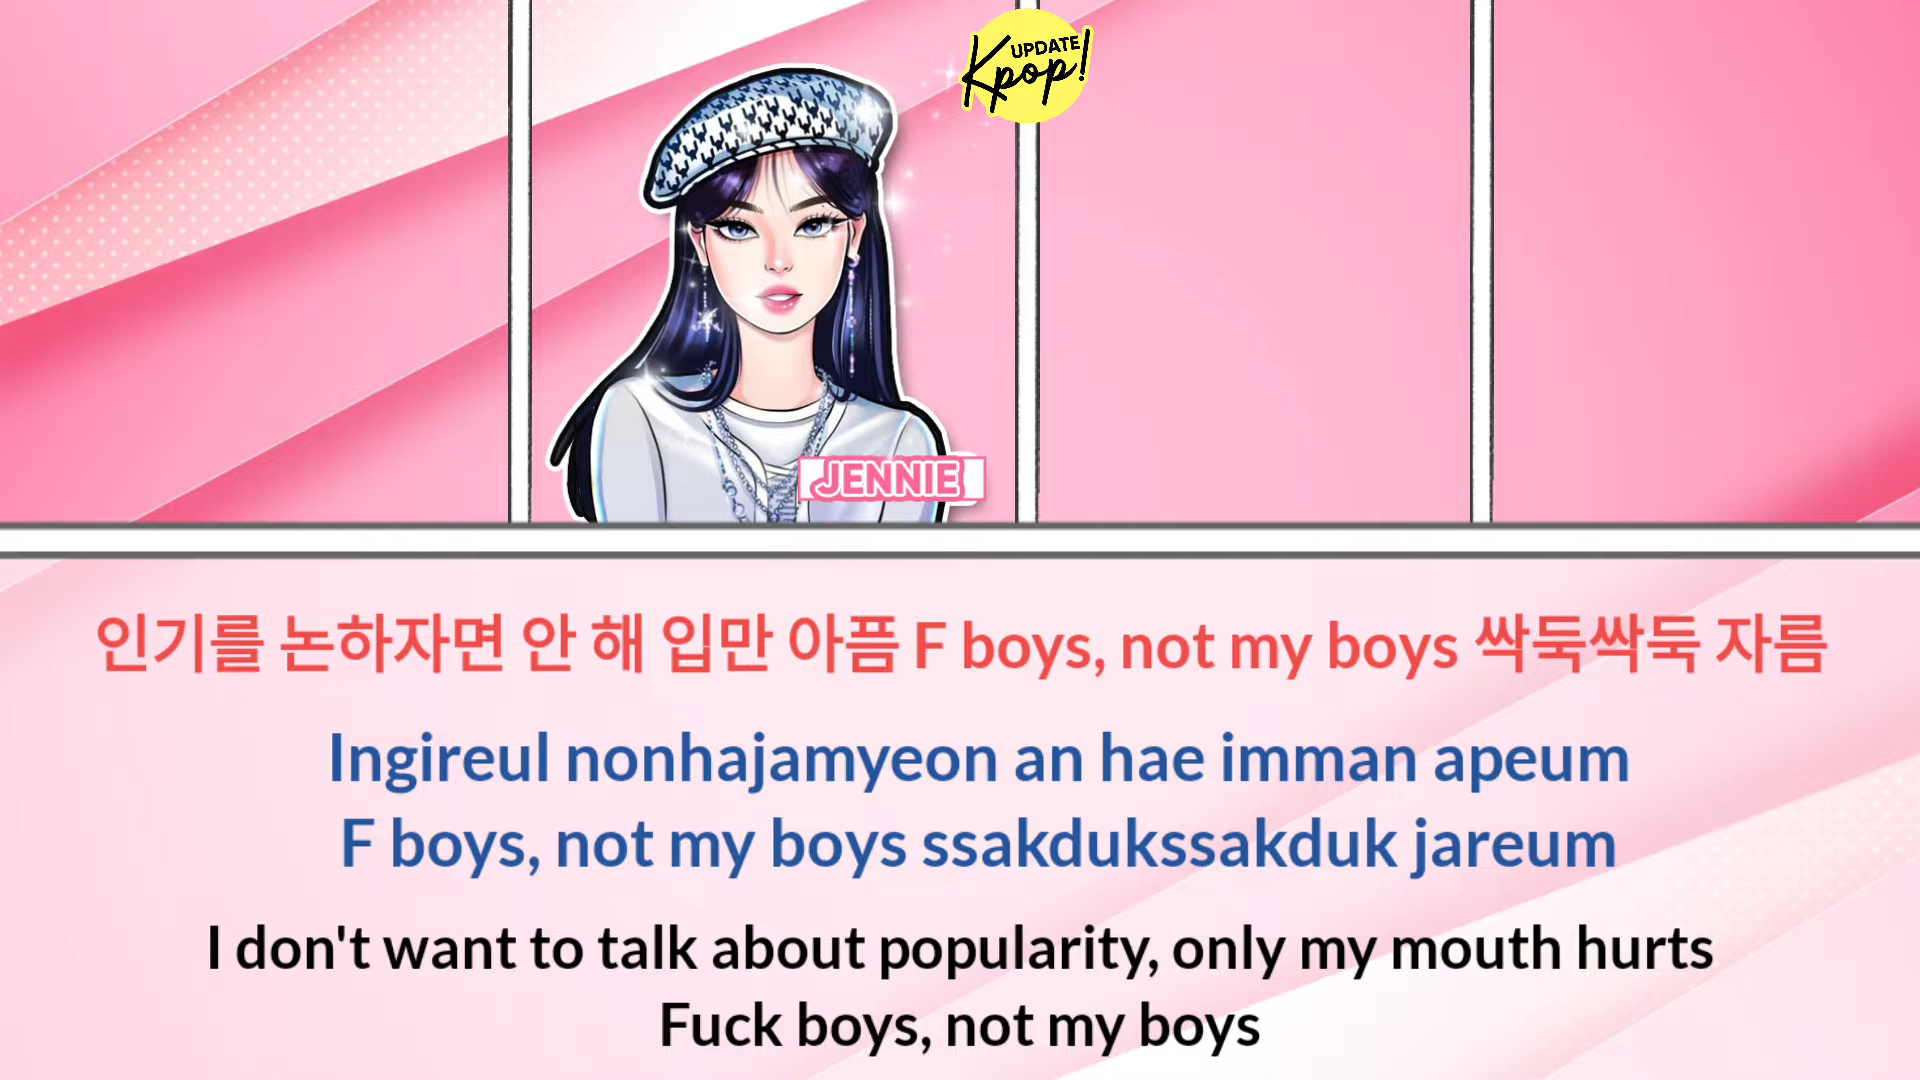 UPDATE
Kpop!
JENNIE
인기를 논하자면 안 해 입만 아픔 F boys, not my boys 싹둑싹둑 자름
Ingireul nonhajamyeon an hae imman apeum
F boys, not my boys ssakdukssakduk jareum
I don't want to talk about popularity, only my mouth hurts
Fuck boys, not my boys